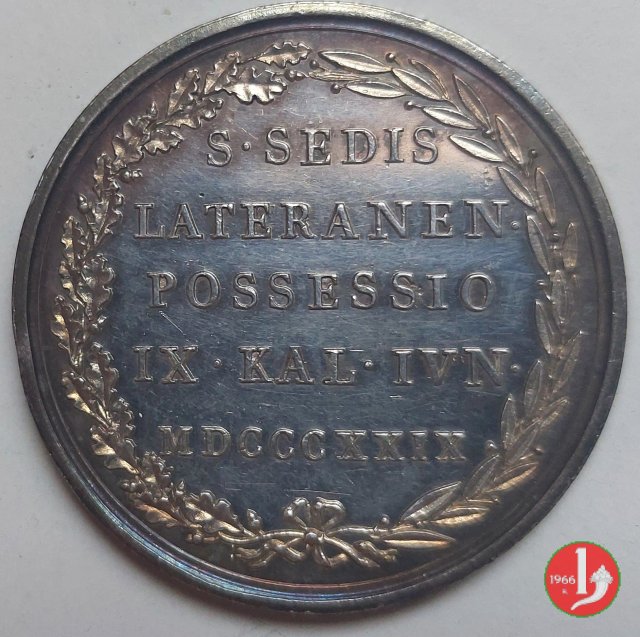 S · SEDIS
LATERANEN ·
POSSESSIO
IX · KAL · IVN ·
MDCCCXXIX
1966